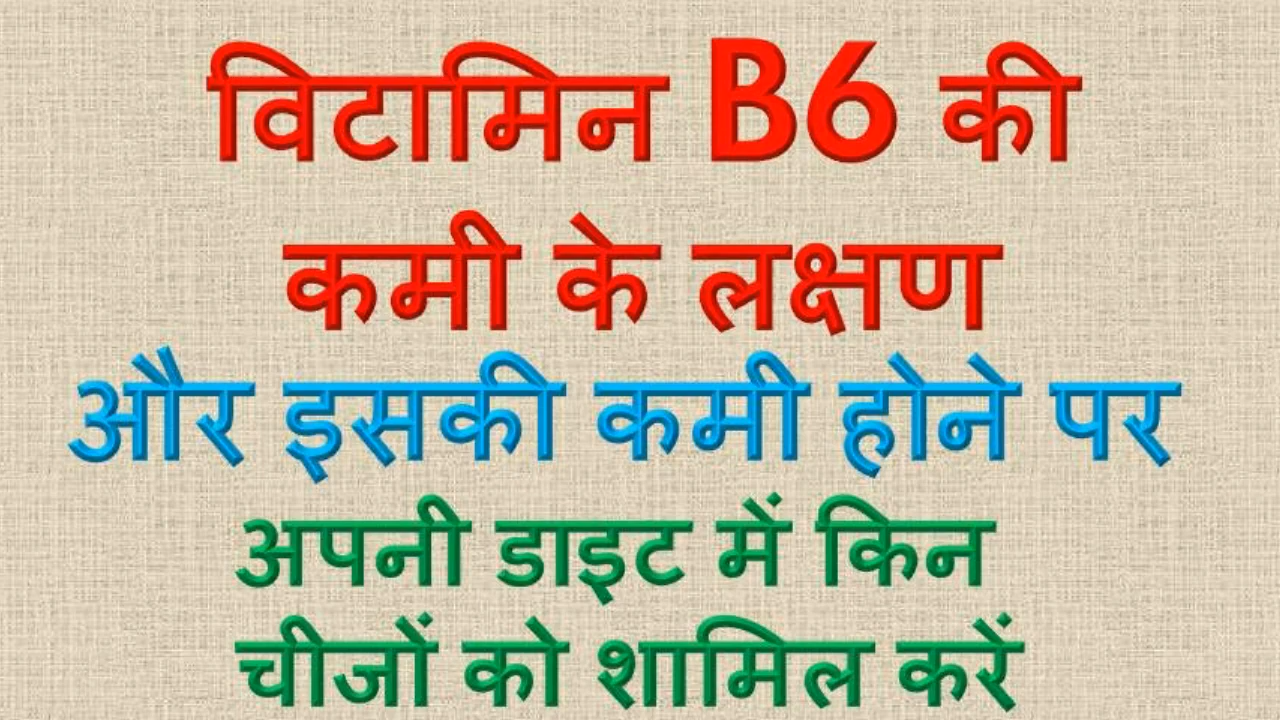 विटामिन B6 की
कमी के लक्षण
और इसकी कमी होने पर
अपनी डाइट में किन
चीजों को शामिल करें